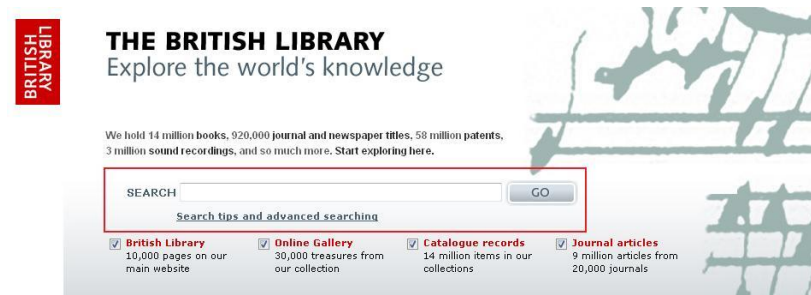 BRITISH
LIBRARY
THE BRITISH LIBRARY
Explore the world's knowledge
We hold 14 million books, 920,000 journal and newspaper titles, 58 million patents,
3 million sound recordings, and so much more. Start exploring here.
SEARCH GO
Search tips and advanced searching
British Library
10,000 pages on our
main website
Online Gallery
30,000 treasures from
our collection
Catalogue records
14 million items in our
collections
Journal articles
9 million articles from
20,000 journals